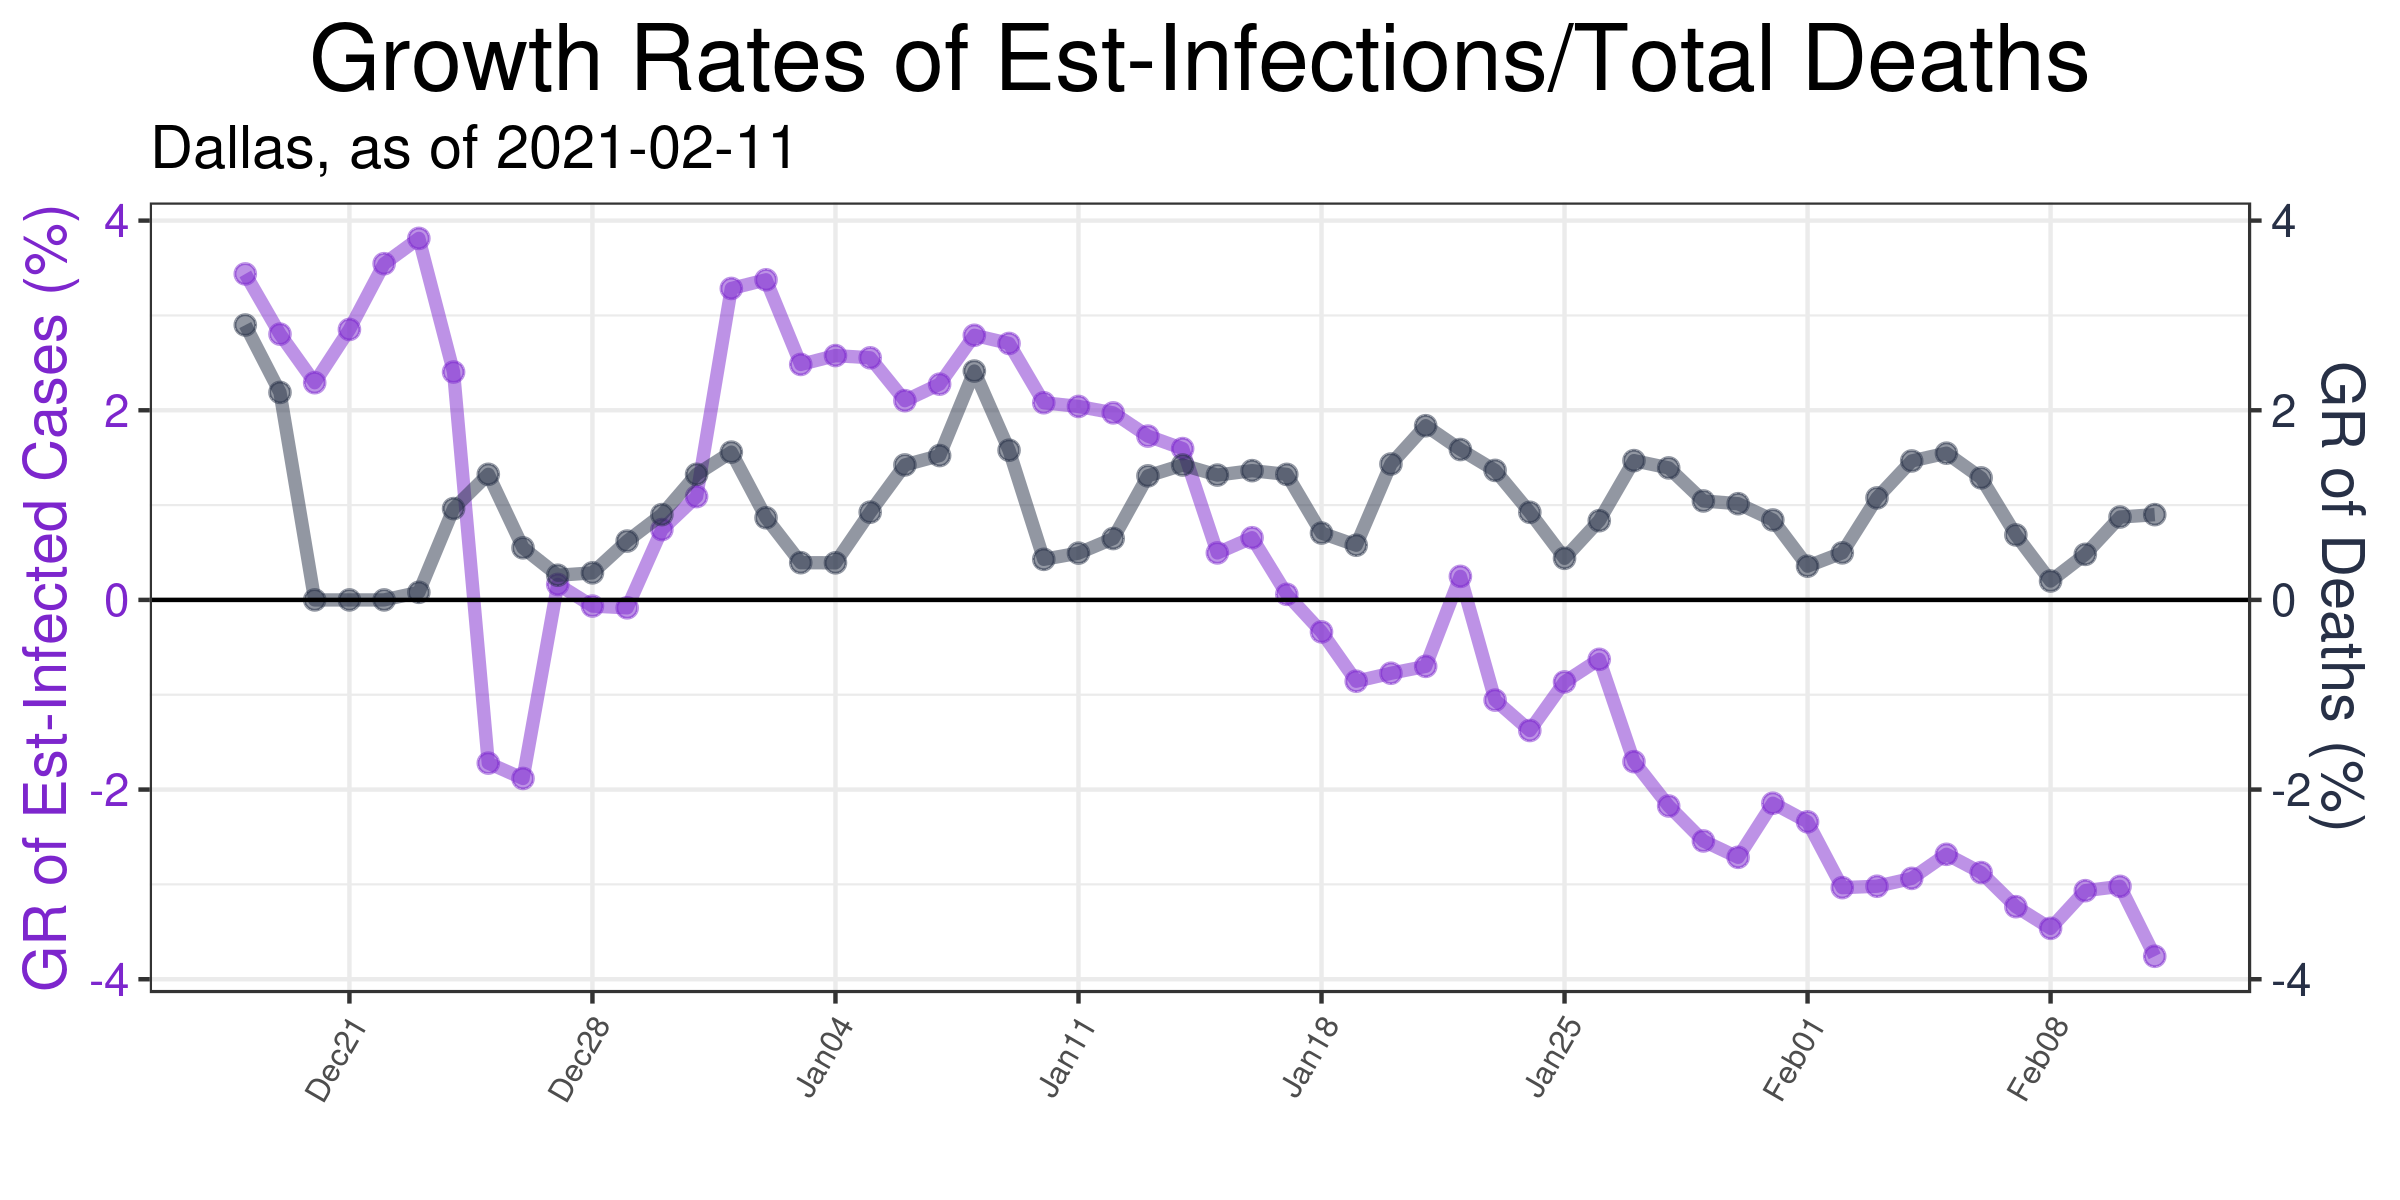 Growth Rates of Est-Infections/Total Deaths
Dallas, as of 2021-02-11
GR of Est-Infected Cases (%)
4
2
0
-2
-4
4
2
0
-2
-4
GR of Deaths (%)
Dec21
Dec28
Jan04
Jan11
Jan18
Jan25
Feb01
Feb08